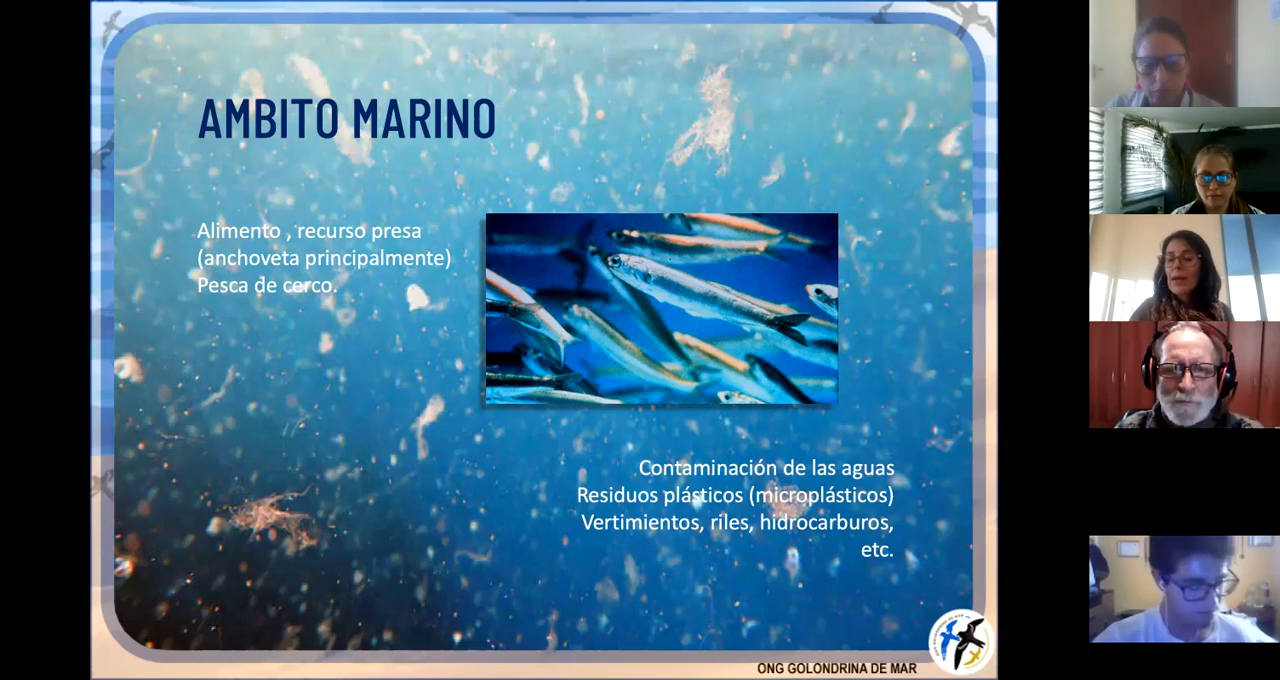 AMBITO MARINO
Alimento , recurso presa
(anchoveta principalmente)
Pesca de cerco.
Contaminación de las aguas
Residuos plásticos (microplásticos)
Vertimientos, riles, hidrocarburos,
etc.
ONG GOLONDRINA DE MAR